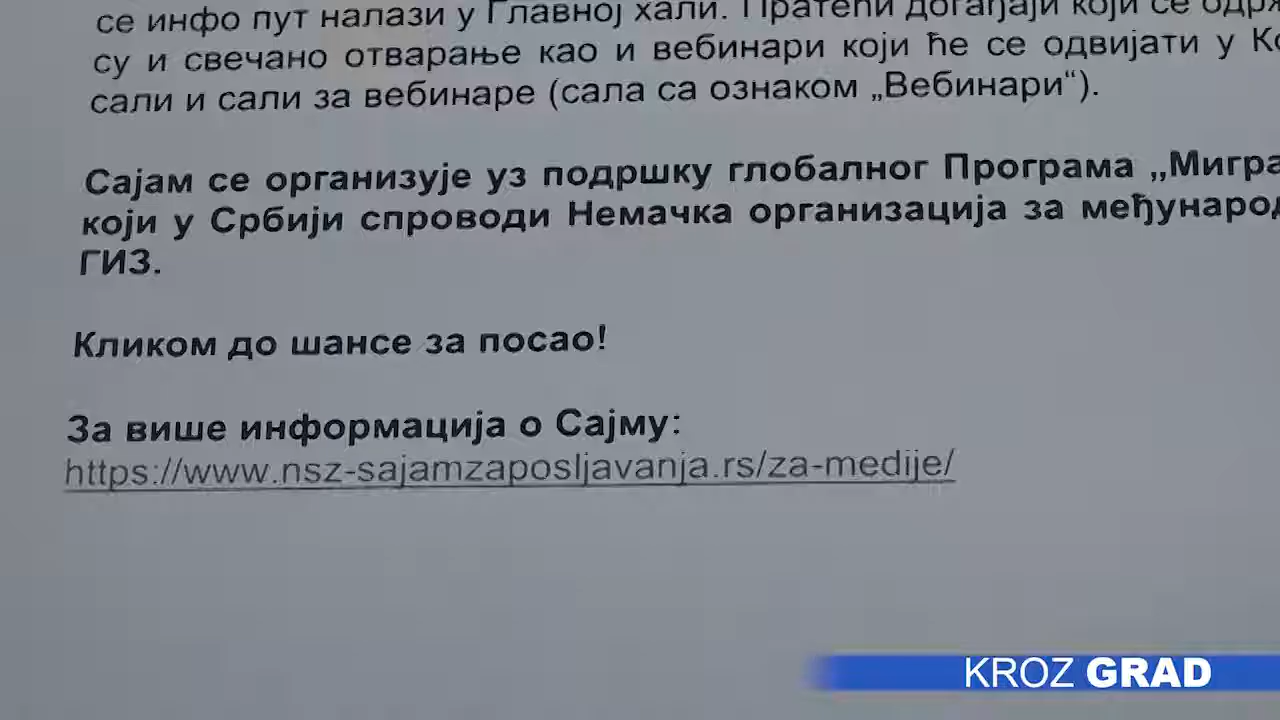 се инфо пут налази у Главној хали. Пратећи догађаји који се
су и свечано отварање као и вебинари који ће се одвијати у
сали и сали за вебинаре (сала са ознаком „Вебинари“).
Сајам се организује уз подршку глобалног Програма
који у Србији спроводи Немачка организација за
ГИЗ.
Кликом до шансе за посао!
За више информација о Сајму:
https://www.nsz-sajamzaposljavanja.rs/za-medije/
KROZ GRAD